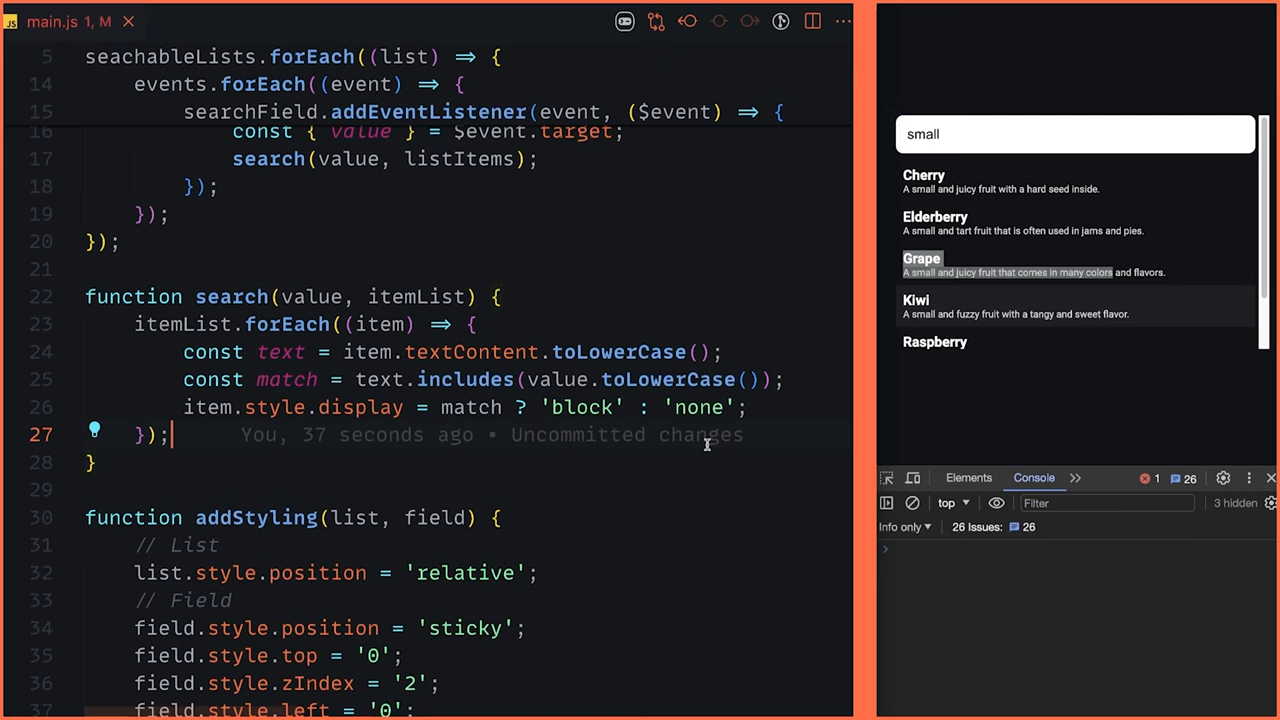 JS main.js 1, M
5 seachableLists.forEach((list) => {
14 events.forEach((event) => {
15 searchField.addEventListener(event, ($event) => {
16 const { value } = $event.target;
17 search(value, listItems);
18 });
19 });
20 });
21
22 function search(value, itemList) {
23 itemList.forEach((item) => {
24 const text = item.textContent.toLowerCase();
25 const match = text.includes(value.toLowerCase());
26 item.style.display = match ? 'block' : 'none';
27 }); You, 37 seconds ago • Uncommitted changes
28 }
29
30 function addStyling(list, field) {
31 // List
32 list.style.position = 'relative';
33 // Field
34 field.style.position = 'sticky';
35 field.style.top = '0';
36 field.style.zIndex = '2';
37 field.style.left = '0';
small
Cherry
A small and juicy fruit with a hard seed inside.
Elderberry
A small and tart fruit that is often used in jams and pies.
Grape
A small and juicy fruit that comes in many colors and flavors.
Kiwi
A small and fuzzy fruit with a tangy and sweet flavor.
Raspberry
Elements Console 1 26
top Filter 3 hidden
Info only 26 Issues: 26